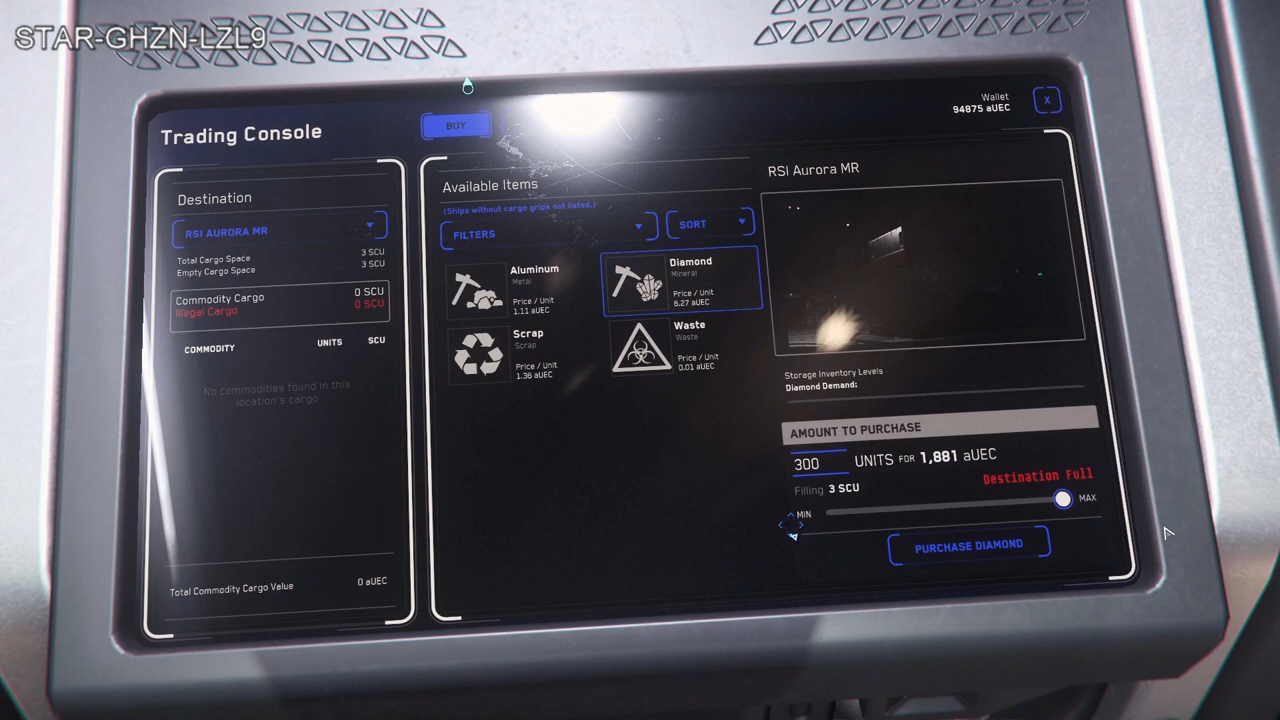 STAR-GHZN-LZL9
Trading Console
BUY
Wallet
94875 aUEC
X
Destination
RSI AURORA MR
Total Cargo Space 3 SCU
Empty Cargo Space 3 SCU
Commodity Cargo 0 SCU
Illegal Cargo 0 SCU
COMMODITY UNITS SCU
No commodities found in this
location's cargo
Total Commodity Cargo Value 0 aUEC
Available Items
(Ships without cargo grids not listed.)
FILTERS
SORT
Aluminum
Metal
Price / Unit
1.11 aUEC
Diamond
Mineral
Price / Unit
6.27 aUEC
Scrap
Scrap
Price / Unit
1.36 aUEC
Waste
Waste
Price / Unit
0.01 aUEC
RSI Aurora MR
Storage Inventory Levels
Diamond Demand:
AMOUNT TO PURCHASE
300 UNITS FOR 1,881 aUEC
Destination Full
Filling 3 SCU
MIN MAX
PURCHASE DIAMOND